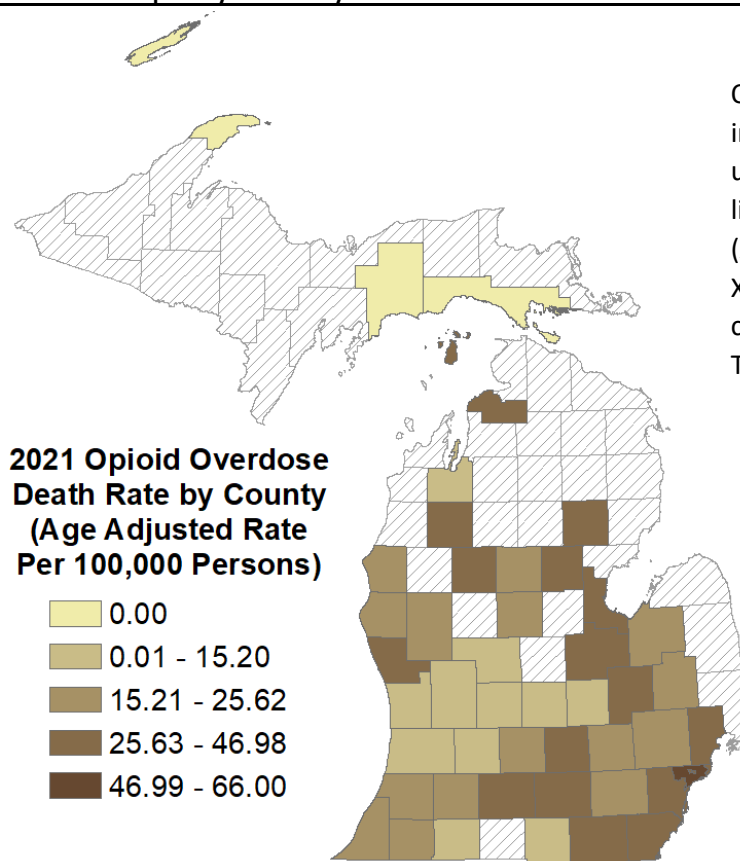 2021 Opioid Overdose
Death Rate by County
(Age Adjusted Rate
Per 100,000 Persons)
0.00
0.01 - 15.20
15.21 - 25.62
25.63 - 46.98
46.99 - 66.00